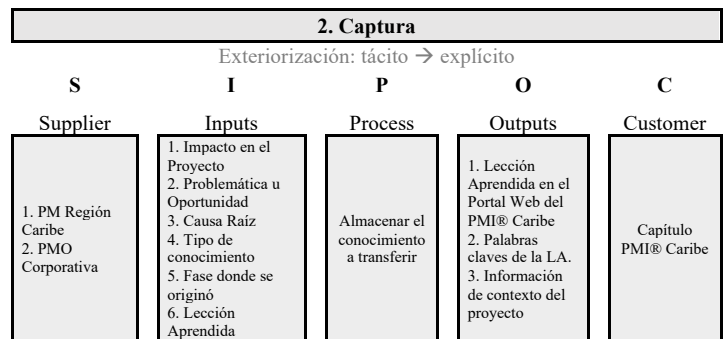 2. Captura
Exteriorización: tácito → explícito
S I P O C
Supplier Inputs Process Outputs Customer
1. PM Región
Caribe
2. PMO
Corporativa
1. Impacto en el
Proyecto
2. Problemática u
Oportunidad
3. Causa Raíz
4. Tipo de
conocimiento
5. Fase donde se
originó
6. Lección
Aprendida
Almacenar el
conocimiento
a transferir
1. Lección
Aprendida en el
Portal Web del
PMI® Caribe
2. Palabras
claves de la LA.
3. Información
de contexto del
proyecto
Capítulo
PMI® Caribe